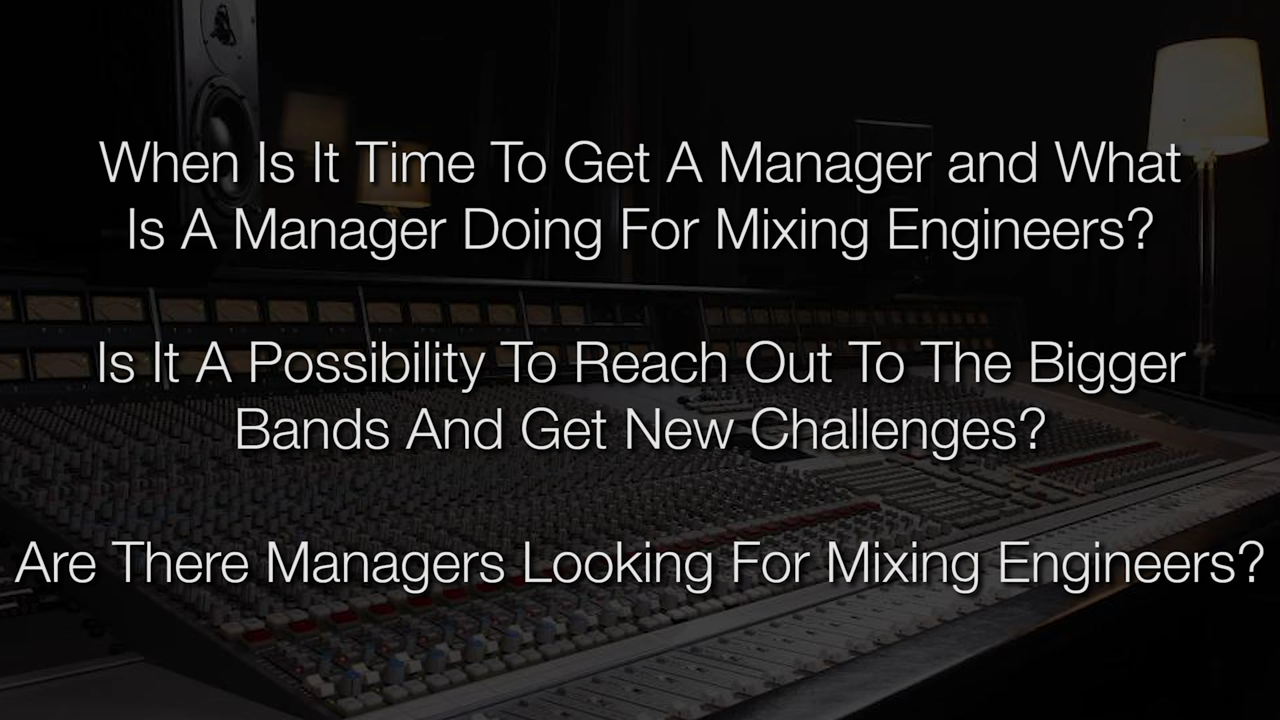 When Is It Time To Get A Manager and What
Is A Manager Doing For Mixing Engineers?
Is It A Possibility To Reach Out To The Bigger
Bands And Get New Challenges?
Are There Managers Looking For Mixing Engineers?